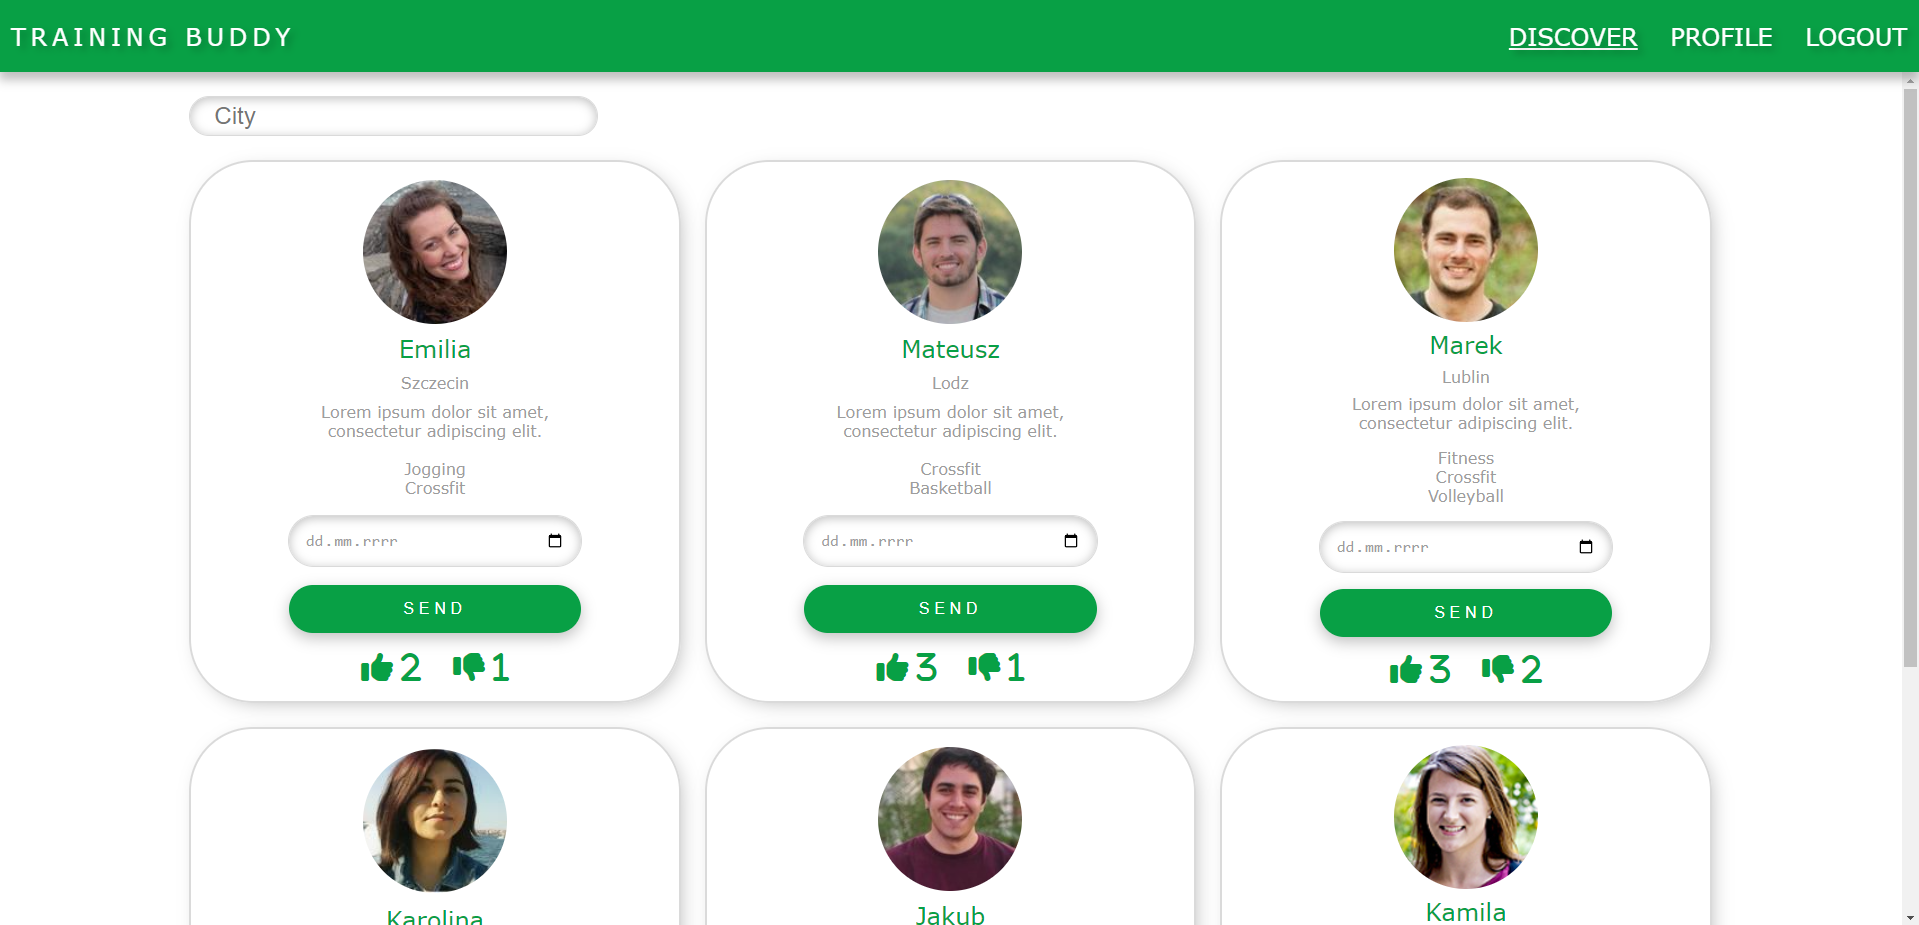 TRAINING BUDDY
DISCOVER PROFILE LOGOUT
City
Emilia
Szczecin
Lorem ipsum dolor sit amet,
consectetur adipiscing elit.
Jogging
Crossfit
dd.mm.rrrr
SEND
2 1
Mateusz
Lodz
Lorem ipsum dolor sit amet,
consectetur adipiscing elit.
Crossfit
Basketball
dd.mm.rrrr
SEND
3 1
Marek
Lublin
Lorem ipsum dolor sit amet,
consectetur adipiscing elit.
Fitness
Crossfit
Volleyball
dd.mm.rrrr
SEND
3 2
Karolina
Jakub
Kamila